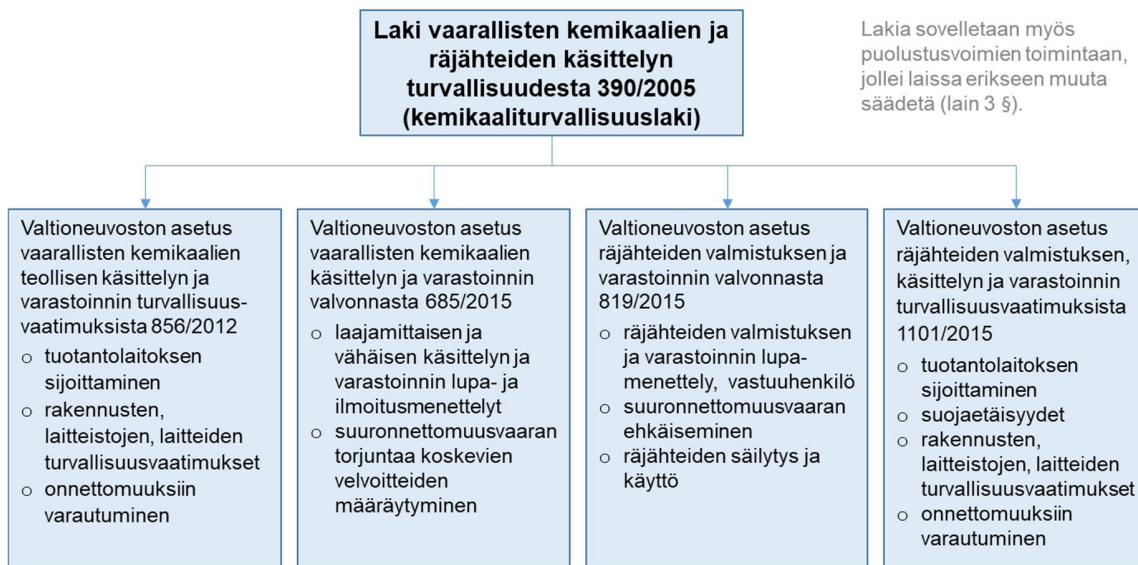 Laki vaarallisten kemikaalien ja
räjähteiden käsittelyn
turvallisuudesta 390/2005
(kemikaaliturvallisuuslaki)
Lakia sovelletaan myös
puolustusvoimien toimintaan,
jollei laissa erikseen muuta
säädetä (lain 3 §).
Valtioneuvoston asetus
vaarallisten kemikaalien
teollisen käsittelyn ja
varastoinnin turvallisuus-
vaatimuksista 856/2012
o tuotantolaitoksen
sijoittaminen
o rakennusten,
laitteistojen, laitteiden
turvallisuusvaatimukset
o onnettomuuksiin
varautuminen
Valtioneuvoston asetus
vaarallisten kemikaalien
käsittelyn ja varastoinnin
valvonnasta 685/2015
o laajamittaisen ja
vähäisen käsittelyn ja
varastoinnin lupa- ja
ilmoitusmenettelyt
o suuronnettomuusvaaran
torjuntaa koskevien
velvoitteiden
määräytyminen
Valtioneuvoston asetus
räjähteiden valmistuksen ja
varastoinnin valvonnasta
819/2015
o räjähteiden valmistuksen
ja varastoinnin lupa-
menettely, vastuuhenkilö
o suuronnettomuusvaaran
ehkäiseminen
o räjähteiden säilytys ja
käyttö
Valtioneuvoston asetus
räjähteiden valmistuksen,
käsittelyn ja varastoinnin
turvallisuusvaatimuksista
1101/2015
o tuotantolaitoksen
sijoittaminen
o suojaetäisyydet
o rakennusten,
laitteistojen, laitteiden
turvallisuusvaatimukset
o onnettomuuksiin
varautuminen